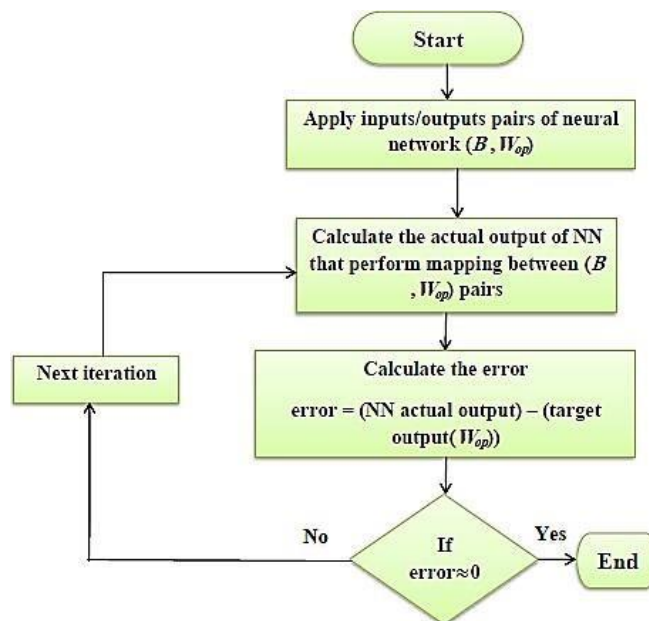 Start
Apply inputs/outputs pairs of neural
network (B, Wop)
Calculate the actual output of NN
that perform mapping between (B
, Wop) pairs
Next iteration
Calculate the error
error = (NN actual output) – (target
output(Wop))
No
If
error≈0
Yes
End